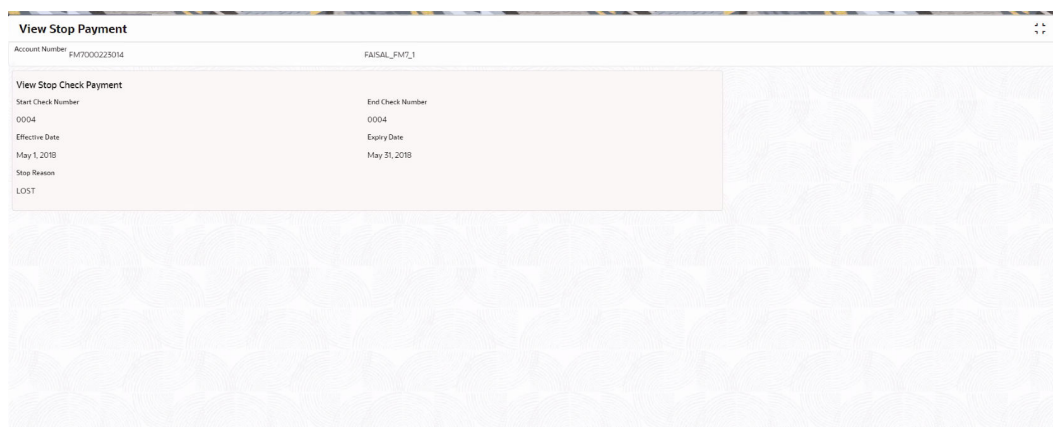 View Stop Payment
Account Number FM7000223014 FAISAL_FM7_1
View Stop Check Payment
Start Check Number End Check Number
0004 0004
Effective Date Expiry Date
May 1, 2018 May 31, 2018
Stop Reason
LOST